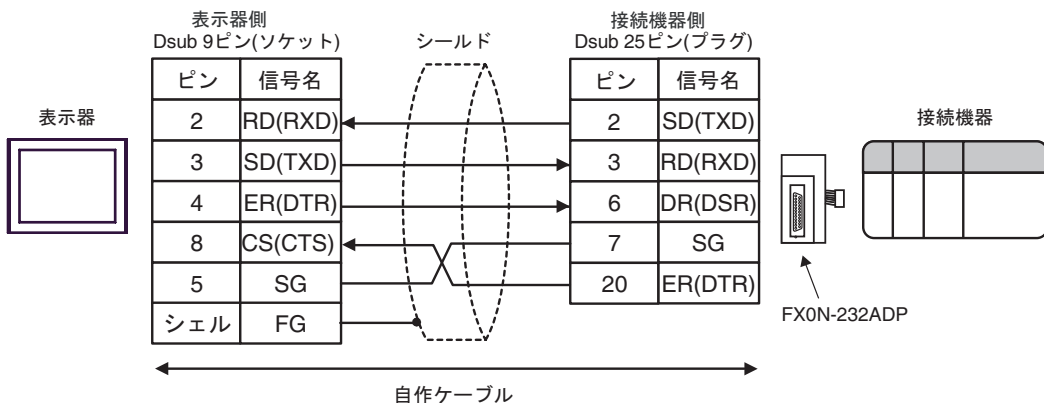 表示器側
Dsub 9ピン(ソケット)
シールド
接続機器側
Dsub 25ピン(プラグ)
ピン 信号名
2 RD(RXD)
3 SD(TXD)
4 ER(DTR)
8 CS(CTS)
5 SG
シェル FG
ピン 信号名
2 SD(TXD)
3 RD(RXD)
6 DR(DSR)
7 SG
20 ER(DTR)
表示器
接続機器
FX0N-232ADP
自作ケーブル